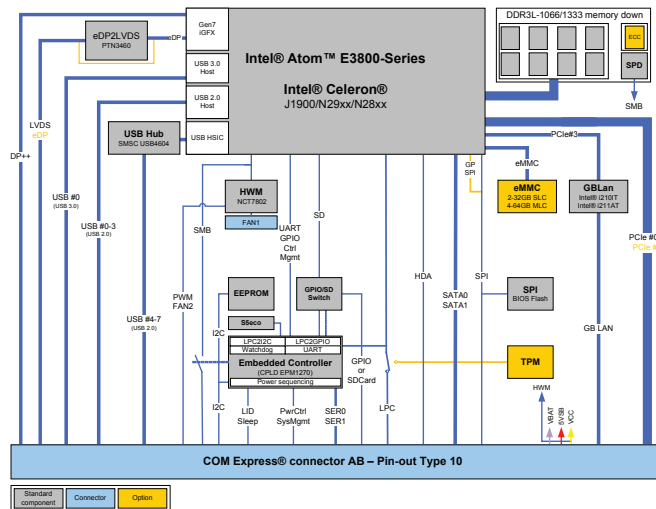 DDR3L-1066/1333 memory down
ECC
SPD
SMB
Gen7
iGFX
eDP
eDP2LVDS
PTN3460
Intel® Atom™ E3800-Series
Intel® Celeron®
J1900/N29xx/N28xx
USB 3.0
Host
USB 2.0
Host
USB HSIC
USB Hub
SMSC USB4604
LVDS
eDP
DP++
USB #0
(USB 3.0)
USB #0-3
(USB 2.0)
USB #4-7
(USB 2.0)
PCIe#3
eMMC
GP
SPI
HWM
NCT7802
FAN1
eMMC
2-32GB SLC
4-64GB MLC
GBLan
Intel® i210IT
Intel® i211AT
SMB
UART
GPIO
Ctrl
Mgmt
SD
HDA
SATA0
SATA1
SPI
PWM
FAN2
EEPROM
GPIO/SD
Switch
SPI
BIOS Flash
S5eco
I2C
LPC2I2C
LPC2GPIO
Watchdog
UART
Embedded Controller
(CPLD EPM1270)
Power sequencing
GPIO
or
SDCard
TPM
GB LAN
HWM
VBAT
5VSB
VCC
I2C
LID
Sleep
PwrCtrl
SysMgmt
SER0
SER1
LPC
COM Express® connector AB – Pin-out Type 10
Standard
component
Connector
Option